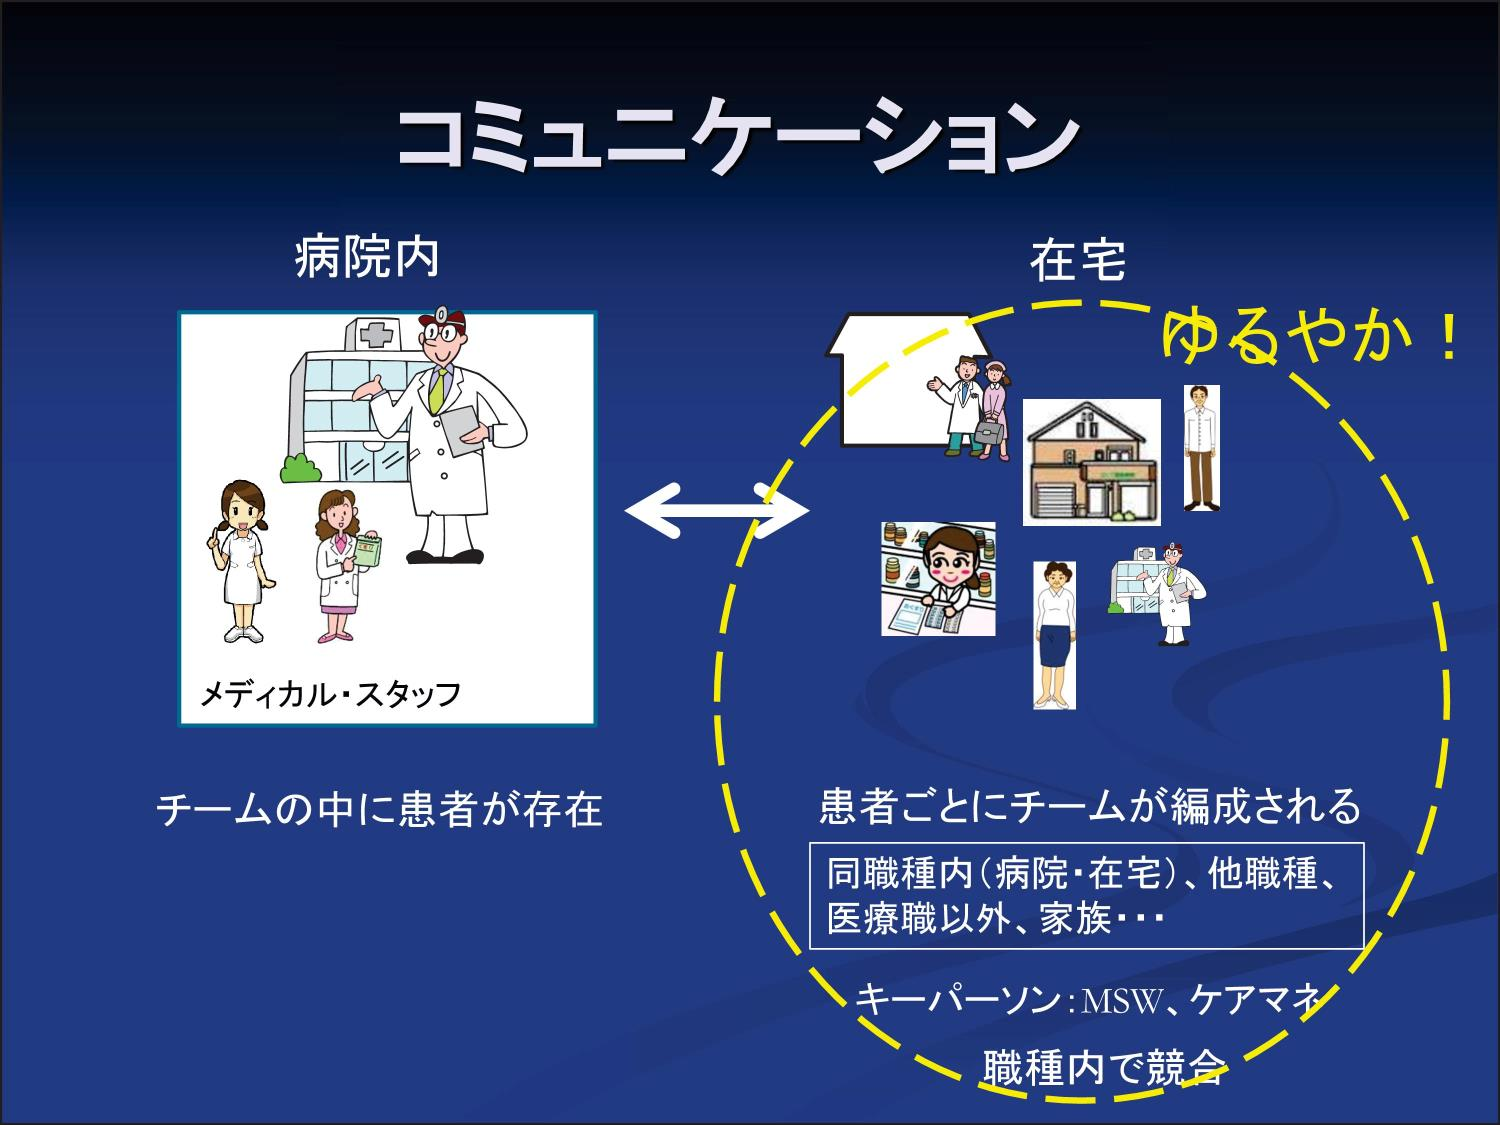 コミュニケーション
病院内
メディカル・スタッフ
チームの中に患者が存在
在宅
ゆるやか！
患者ごとにチームが編成される
同職種内（病院・在宅）、他職種、
医療職以外、家族・・・
キーパーソン：MSW、ケアマネ
職種内で競合